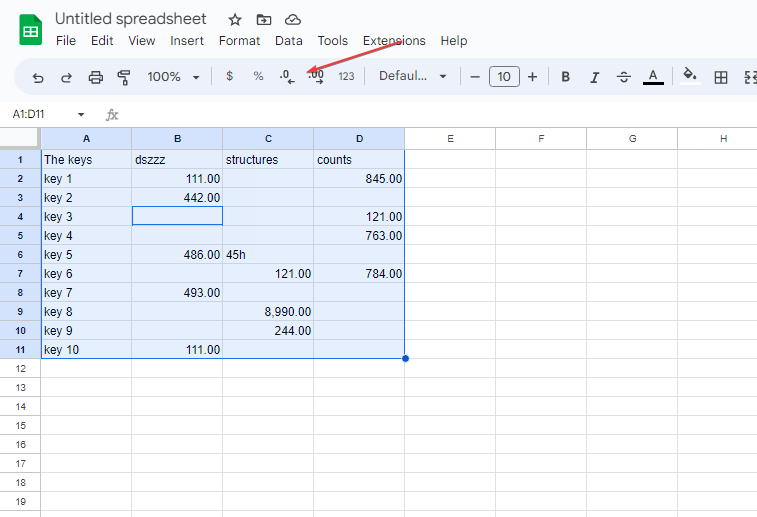 Untitled spreadsheet
File Edit View Insert Format Data Tools Extensions Help
100% $ % .0 .00 123 Defaul... − 10 + B I S A
A1:D11 fx
A B C D E F G H
1 The keys dszzz structures counts
2 key 1 111.00 845.00
3 key 2 442.00
4 key 3 121.00
5 key 4 763.00
6 key 5 486.00 45h
7 key 6 121.00 784.00
8 key 7 493.00
9 key 8 8,990.00
10 key 9 244.00
11 key 10 111.00
12
13
14
15
16
17
18
19